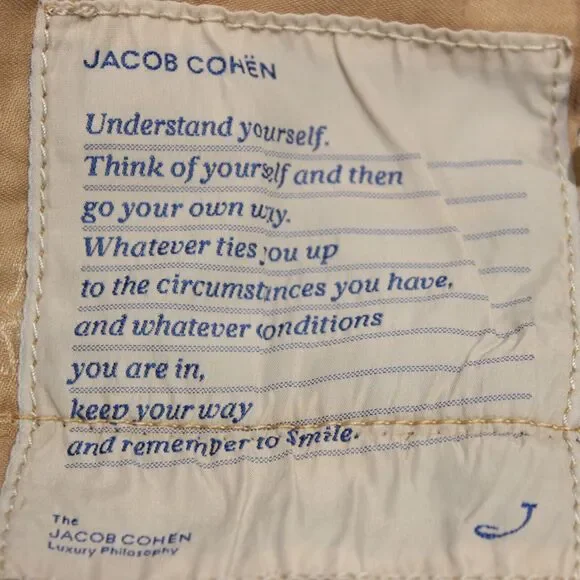 JACOB COHËN
Understand yourself.
Think of yourself and then
go your own way.
Whatever ties you up
to the circumstances you have,
and whatever conditions
you are in,
keep your way
and remember to Smile.
The
JACOB COHËN
Luxury Philosophy
J